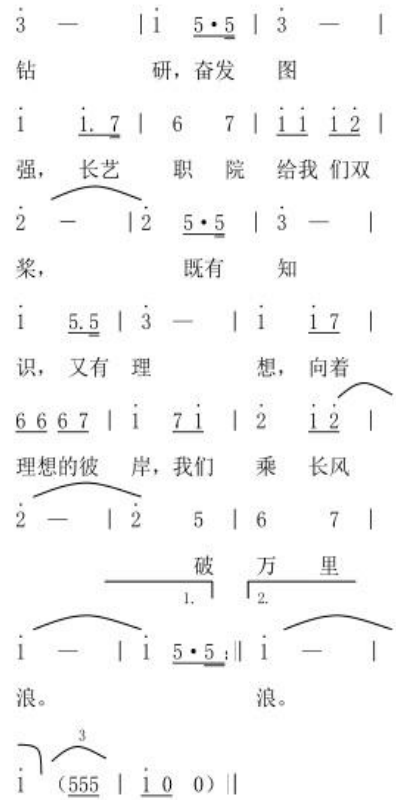 3̇ — | 1̇ 5·5 | 3̇ — |
钻 研，奋发 图
1̇ 1̇. 7 | 6 7 | 1̇ 1̇ 1̇ 2̇ |
强， 长艺 职 院 给我 们双
2̇ — | 2̇ 5·5 | 3̇ — |
桨， 既有 知
1̇ 5.5 | 3̇ — | 1̇ 1̇ 7 |
识， 又有 理 想， 向着
6 6 6 7 | 1̇ 7 1̇ | 2̇ 1̇ 2̇ |
理想的彼 岸，我们 乘 长风
2̇ — | 2̇ 5 | 6 7 |
破 万 里
1. 2.
1̇ — | 1̇ 5·5 :‖ 1̇ — |
浪。 浪。
3
1̇ （555 | 1̇ 0 0）‖